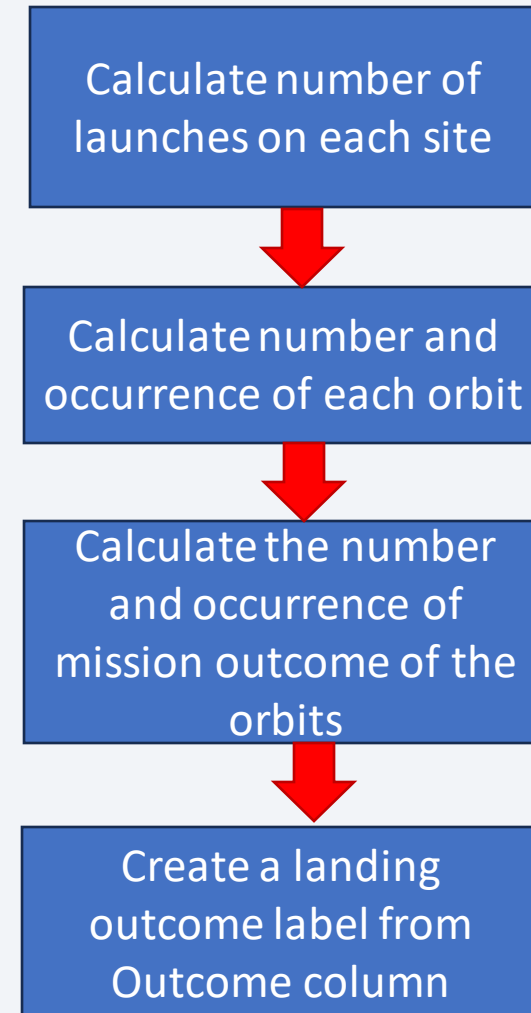 Calculate number of
launches on each site
Calculate number and
occurrence of each orbit
Calculate the number
and occurrence of
mission outcome of the
orbits
Create a landing
outcome label from
Outcome column